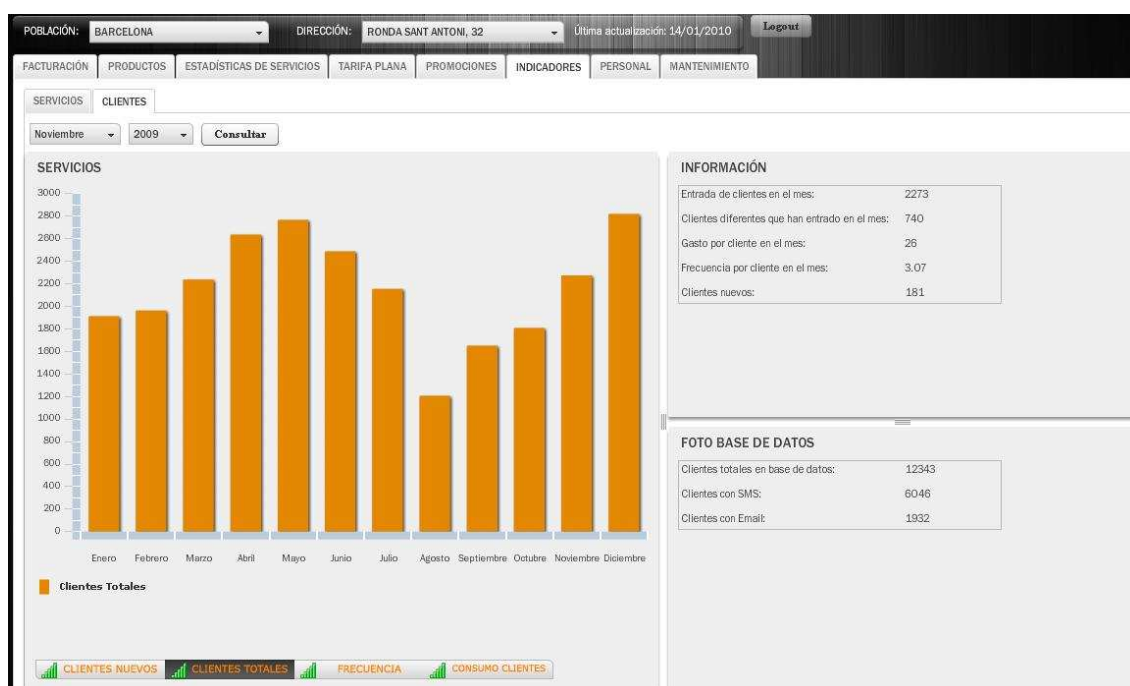 POBLACIÓN: BARCELONA DIRECCIÓN: RONDA SANT ANTONI, 32 Última actualización: 14/01/2010 Logout
FACTURACIÓN PRODUCTOS ESTADÍSTICAS DE SERVICIOS TARIFA PLANA PROMOCIONES INDICADORES PERSONAL MANTENIMIENTO
SERVICIOS CLIENTES
Noviembre 2009 Consultar
SERVICIOS
3000
2800
2600
2400
2200
2000
1800
1600
1400
1200
1000
800
600
400
200
0
Enero Febrero Marzo Abril Mayo Junio Julio Agosto Septiembre Octubre Noviembre Diciembre
Clientes Totales
CLIENTES NUEVOS CLIENTES TOTALES FRECUENCIA CONSUMO CLIENTES
INFORMACIÓN
Entrada de clientes en el mes: 2273
Clientes diferentes que han entrado en el mes: 740
Gasto por cliente en el mes: 26
Frecuencia por cliente en el mes: 3.07
Clientes nuevos: 181
FOTO BASE DE DATOS
Clientes totales en base de datos: 12343
Clientes con SMS: 6046
Clientes con Email: 1932